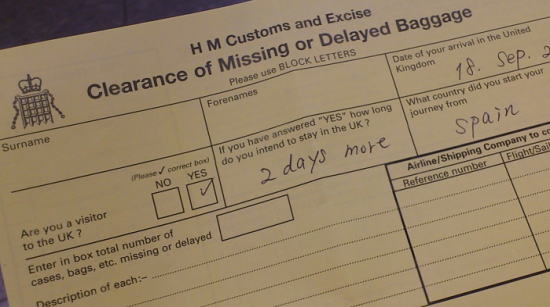 H M Customs and Excise
Clearance of Missing or Delayed Baggage
Please use BLOCK LETTERS
Surname
Forenames
Date of your arrival in the United
Kingdom
18. Sep. 2
(Please ✓ correct box)
NO YES
✓
Are you a visitor
to the UK ?
If you have answered "YES" how long
do you intend to stay in the UK ?
2 days more
What country did you start your
journey from
Spain
Enter in box total number of
cases, bags, etc. missing or delayed
Description of each:–
Airline/Shipping Company to co
Reference number
Flight/Sail